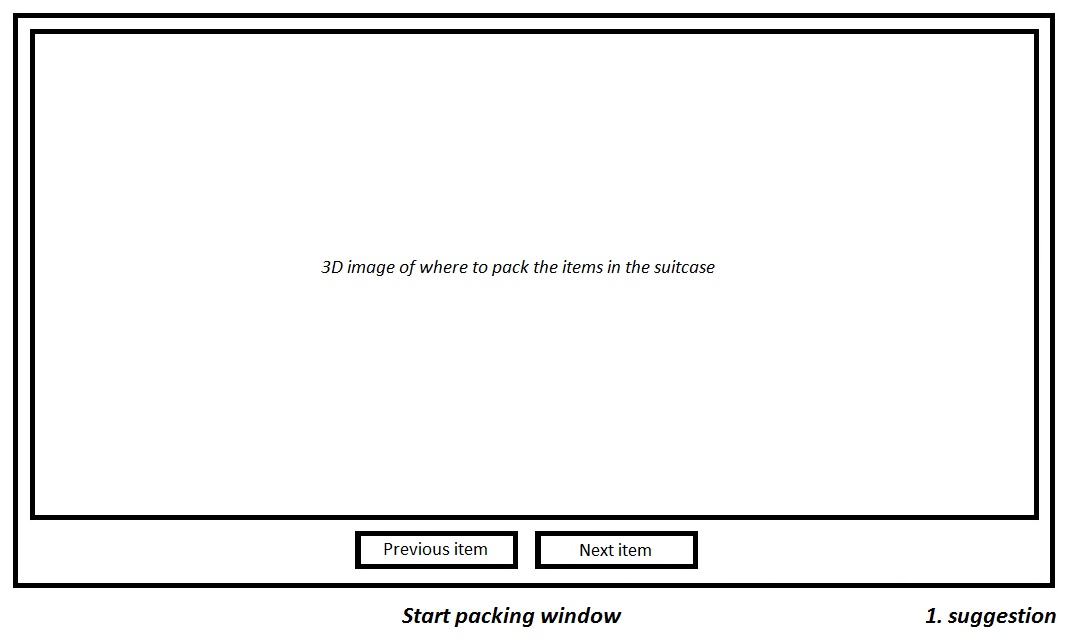 3D image of where to pack the items in the suitcase
Previous item
Next item
Start packing window
1. suggestion